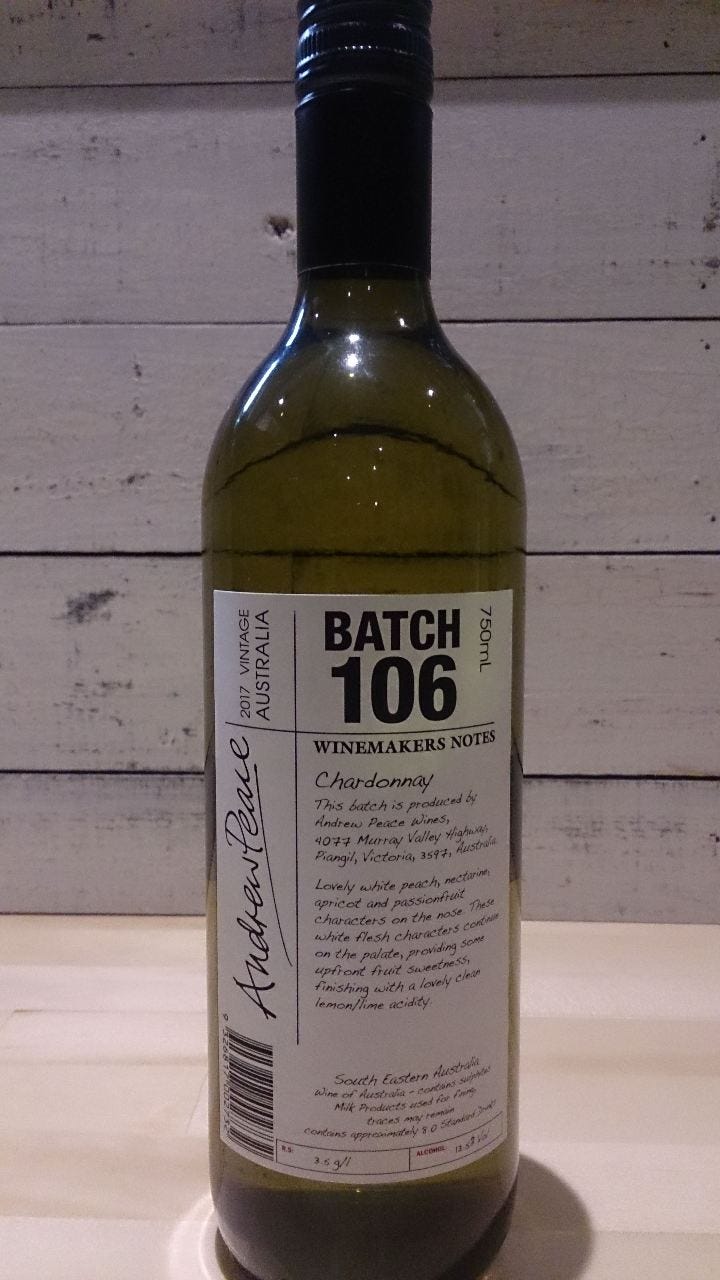 2017 VINTAGE
AUSTRALIA
Andrew Peace
BATCH
106
750mL
WINEMAKERS NOTES
Chardonnay
This batch is produced by
Andrew Peace Wines,
4077 Murray Valley Highway,
Piangil, Victoria, 3597, Australia.
Lovely white peach, nectarine,
apricot and passionfruit
characters on the nose. These
white flesh characters continue
on the palate, providing some
upfront fruit sweetness,
finishing with a lovely clean
lemon/lime acidity.
South Eastern Australia
Wine of Australia - contains sulphites
Milk Products used for fining,
traces may remain
contains approximately 8.0 Standard Drinks
R.S:
3.5 g/l
ALCOHOL:
13.5% Vol